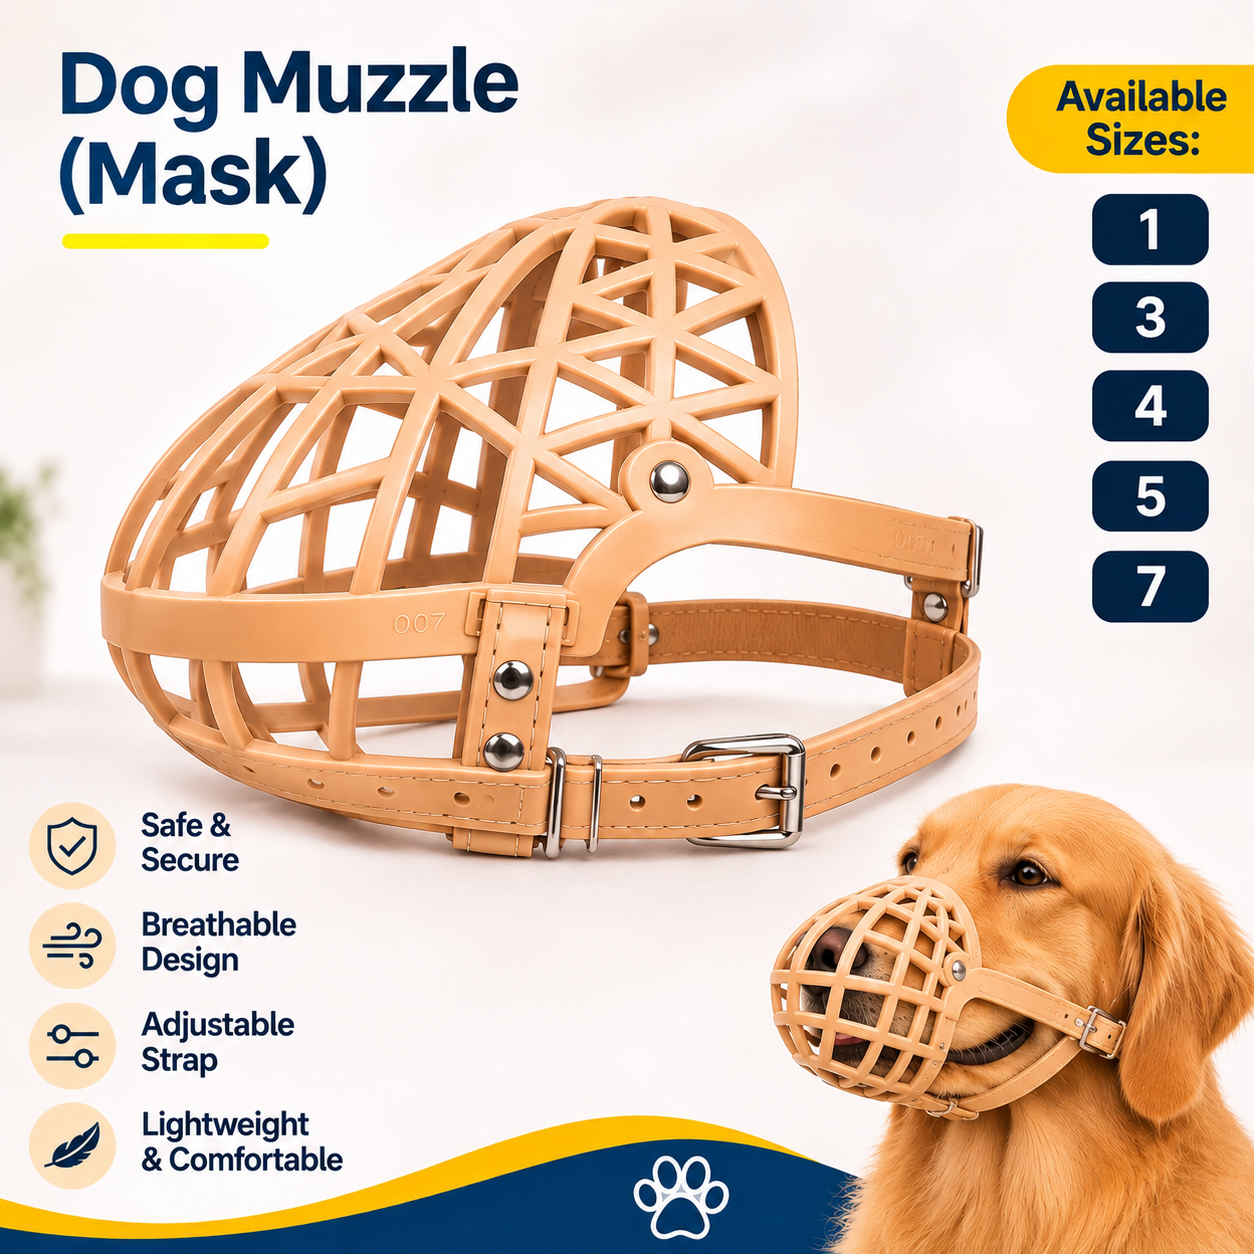 Dog Muzzle
(Mask)
Available
Sizes:
1
3
4
5
7
007
Safe &
Secure
Breathable
Design
Adjustable
Strap
Lightweight
& Comfortable